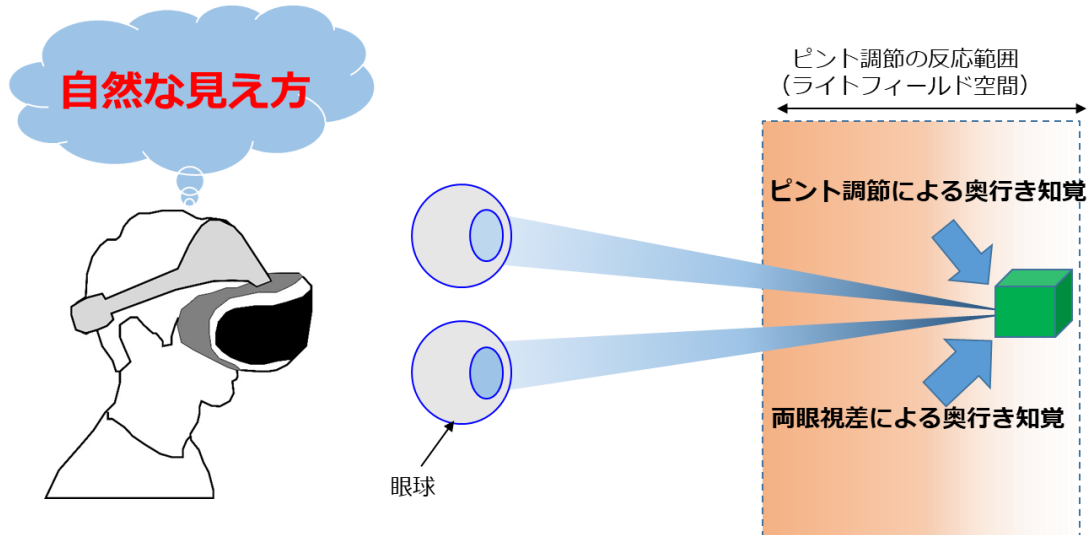 自然な見え方
ピント調節の反応範囲
（ライトフィールド空間）
ピント調節による奥行き知覚
両眼視差による奥行き知覚
眼球